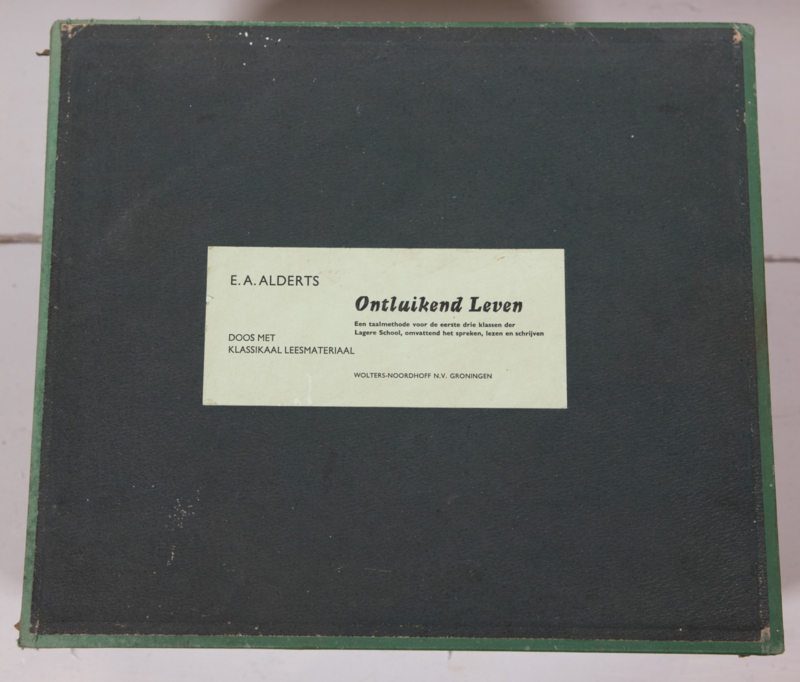 E. A. ALDERTS
Ontluikend Leven
Een taalmethode voor de eerste drie klassen der
Lagere School, omvattend het spreken, lezen en schrijven
DOOS MET
KLASSIKAAL LEESMATERIAAL
WOLTERS-NOORDHOFF N.V. GRONINGEN